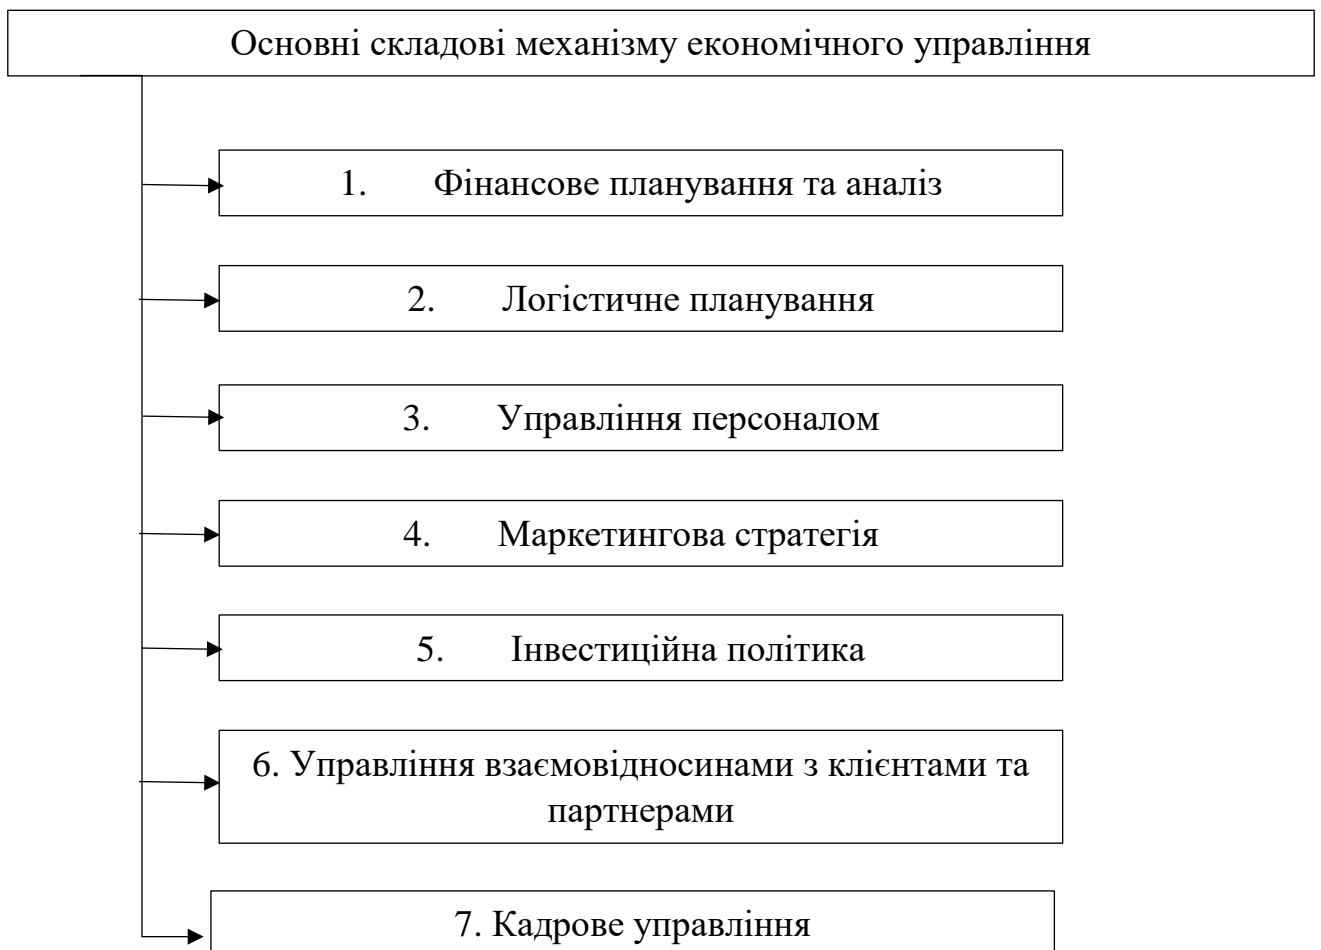 Основні складові механізму економічного управління
1. Фінансове планування та аналіз
2. Логістичне планування
3. Управління персоналом
4. Маркетингова стратегія
5. Інвестиційна політика
6. Управління взаємовідносинами з клієнтами та
партнерами
7. Кадрове управління